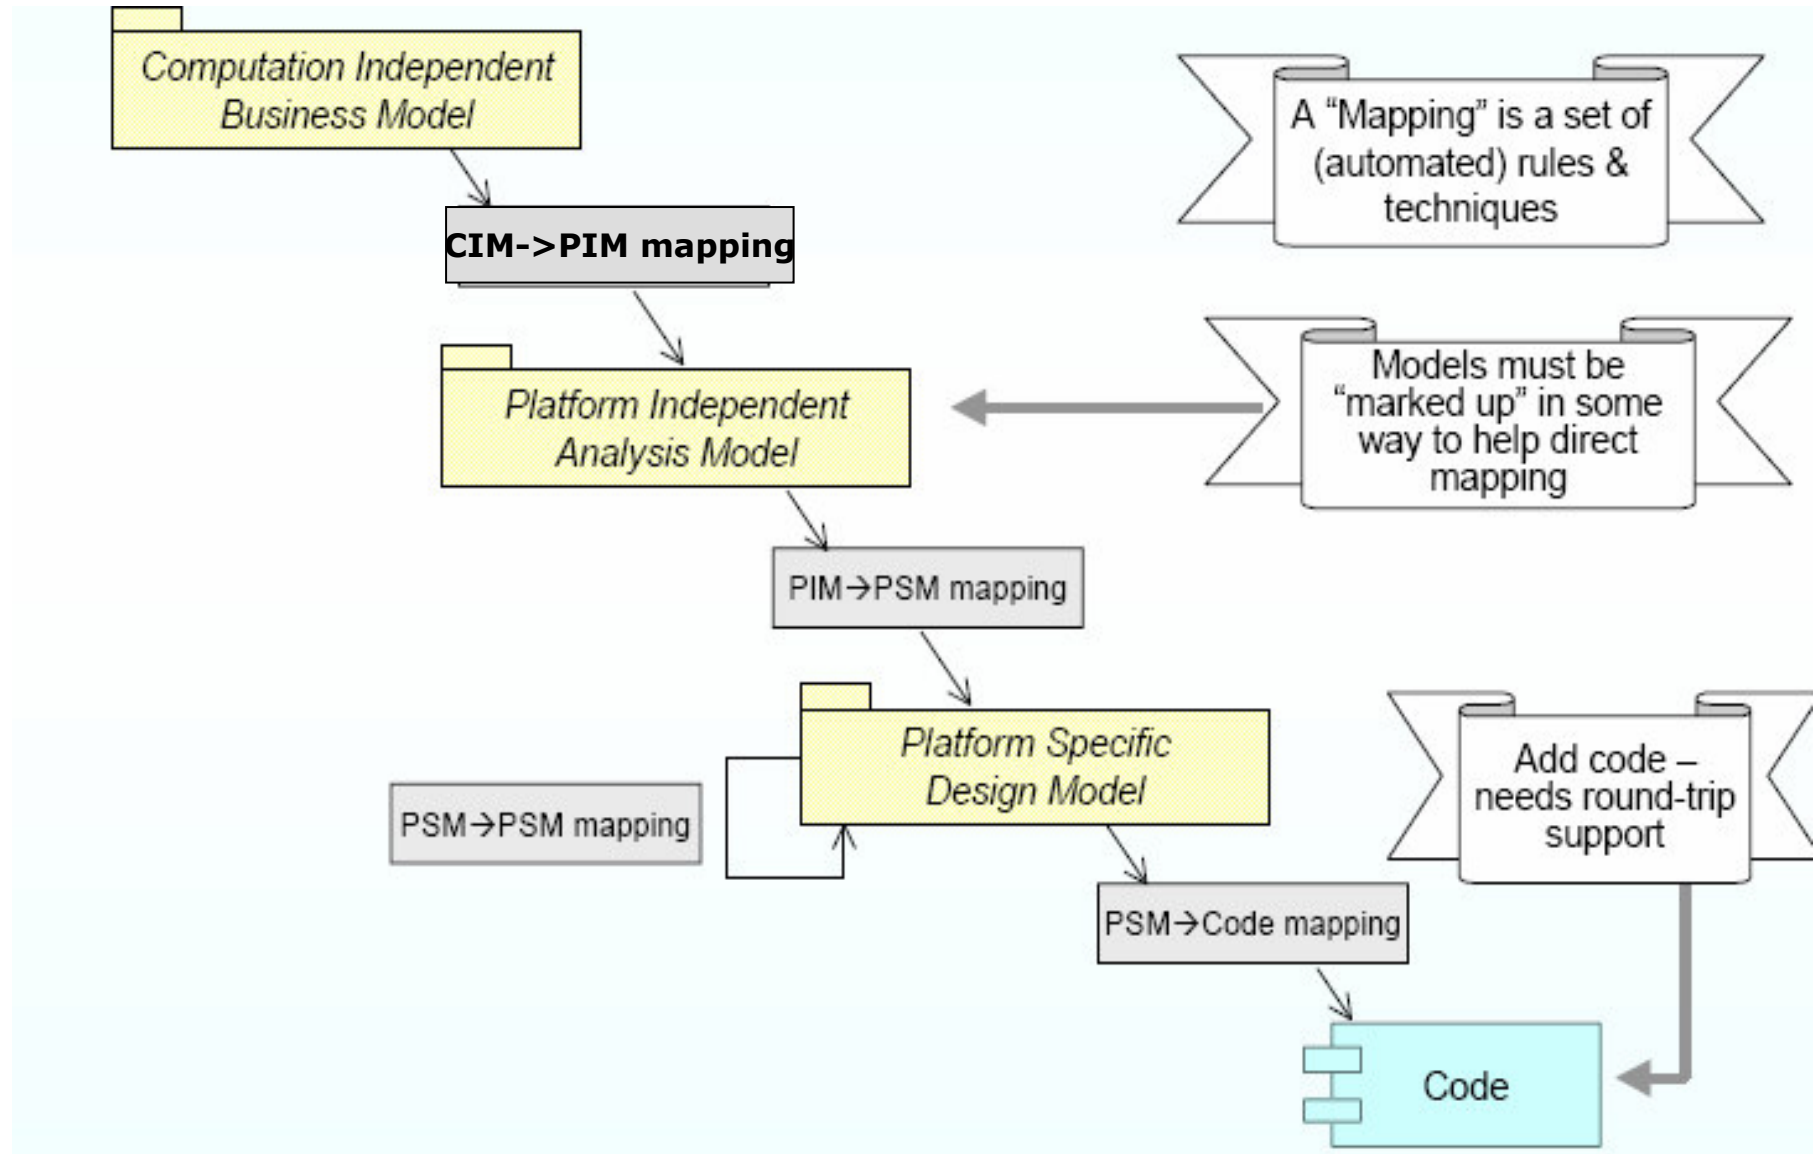 Computation Independent
Business Model
A “Mapping” is a set of
(automated) rules &
techniques
CIM->PIM mapping
Platform Independent
Analysis Model
Models must be
“marked up” in some
way to help direct
mapping
PIM→PSM mapping
Platform Specific
Design Model
Add code –
needs round-trip
support
PSM→PSM mapping
PSM→Code mapping
Code